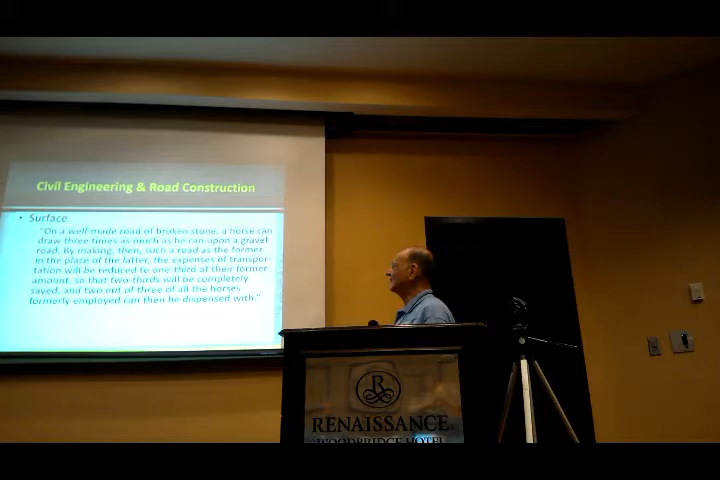 Civil Engineering & Road Construction
• Surface
"On a well made road of broken stone, a horse can
draw three times as much as he can upon a gravel
road. By making, then, such a road as the former
in the place of the latter, the expenses of transpor-
tation will be reduced to one third of their former
amount, so that two thirds will be completely
saved, and two out of three of all the horses
formerly employed can then be dispensed with."
R
RENAISSANCE
WOODBRIDGE HOTEL